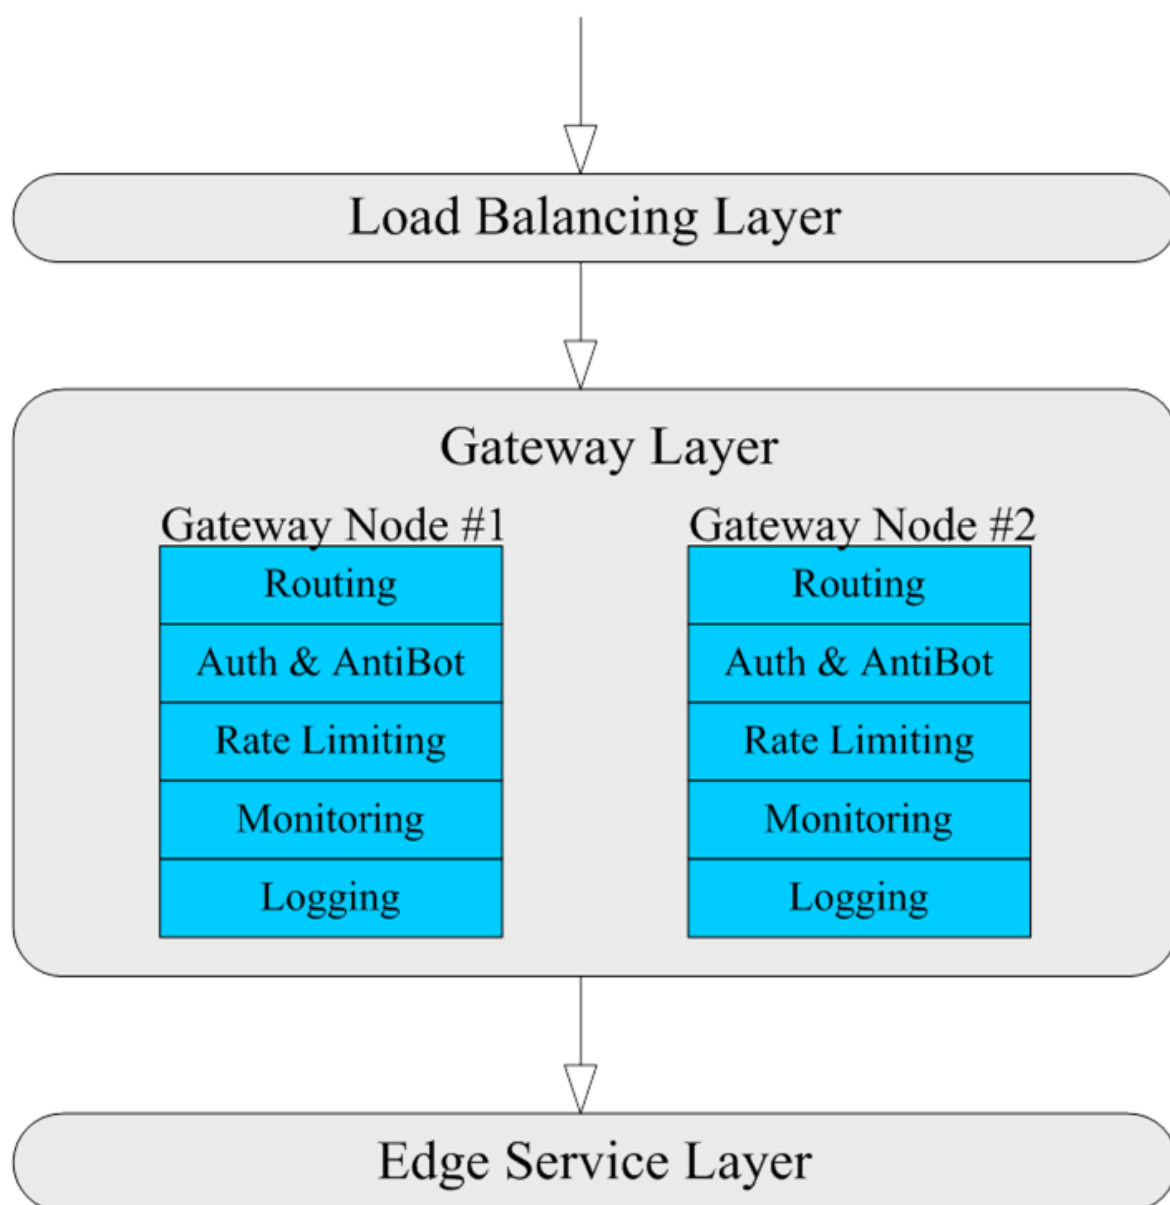 Load Balancing Layer
Gateway Layer
Gateway Node #1
Routing
Auth & AntiBot
Rate Limiting
Monitoring
Logging
Gateway Node #2
Routing
Auth & AntiBot
Rate Limiting
Monitoring
Logging
Edge Service Layer